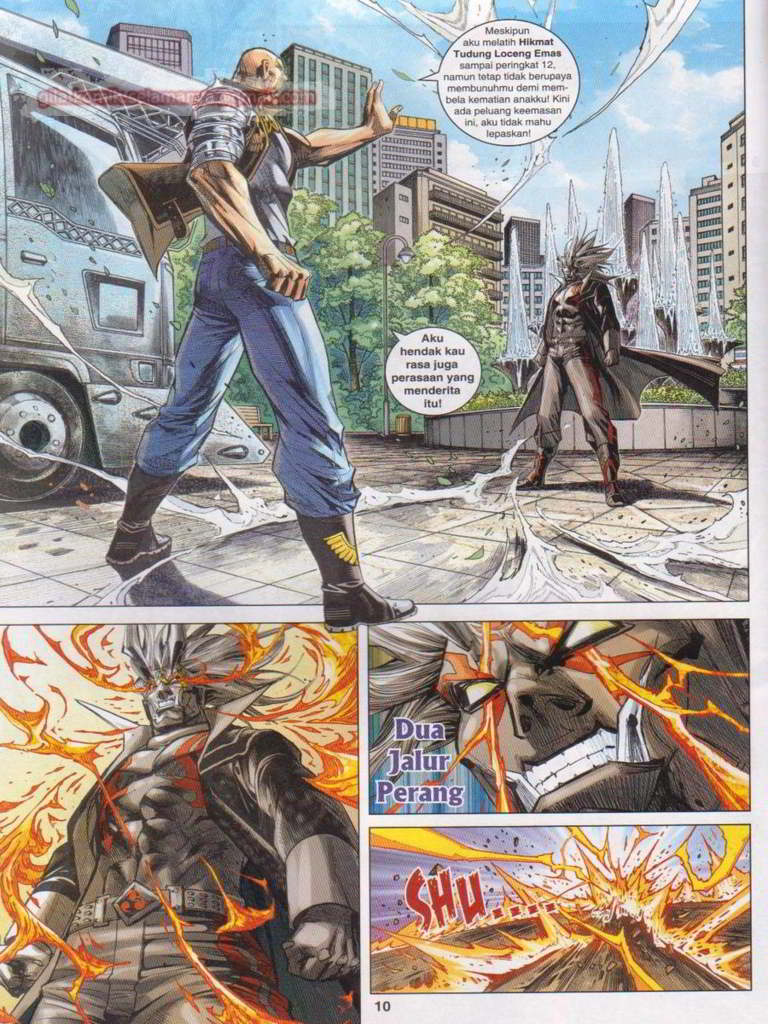 Meskipun
aku melatih Hikmat
Tudung Loceng Emas
sampai peringkat 12,
namun tetap tidak berupaya
membunuhmu demi mem-
bela kematian anakku! Kini
ada peluang keemasan
ini, aku tidak mahu
lepaskan!
Aku
hendak kau
rasa juga
perasaan yang
menderita
itu!
Dua
Jalur
Perang
SHU.....
10